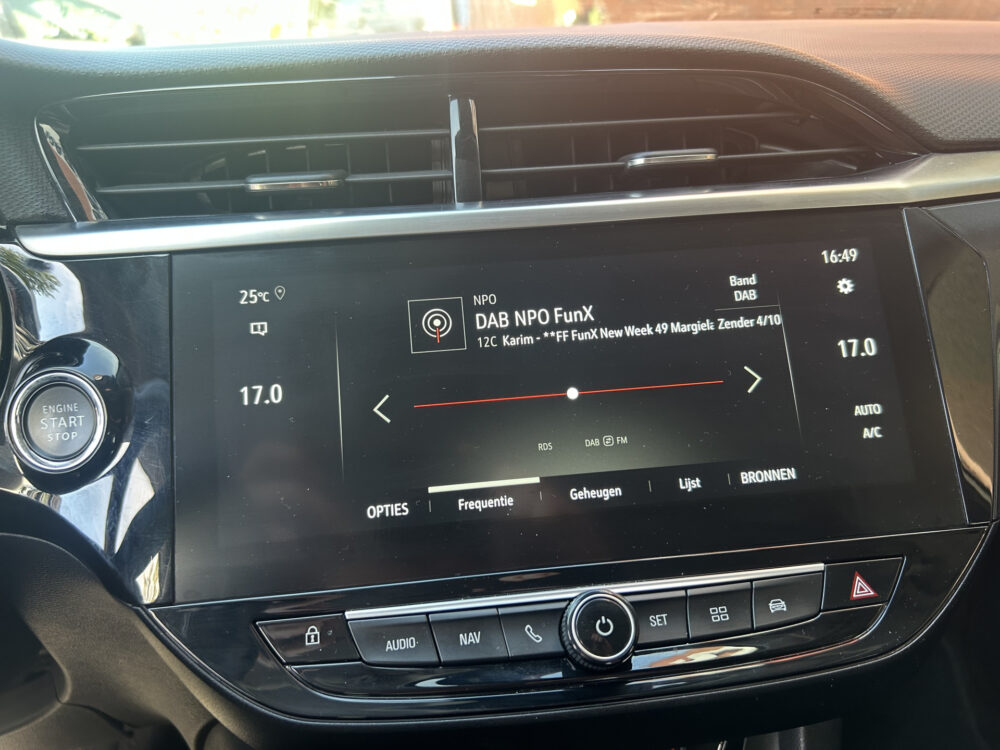 16:49
25°C
NPO
DAB NPO FunX
12C Karim - **FF FunX New Week 49 Margiela Zender 4/10
Band
DAB
17.0
17.0
AUTO
A/C
RDS
DAB FM
OPTIES
Frequentie
Geheugen
Lijst
BRONNEN
ENGINE
START
STOP
AUDIO
NAV
SET